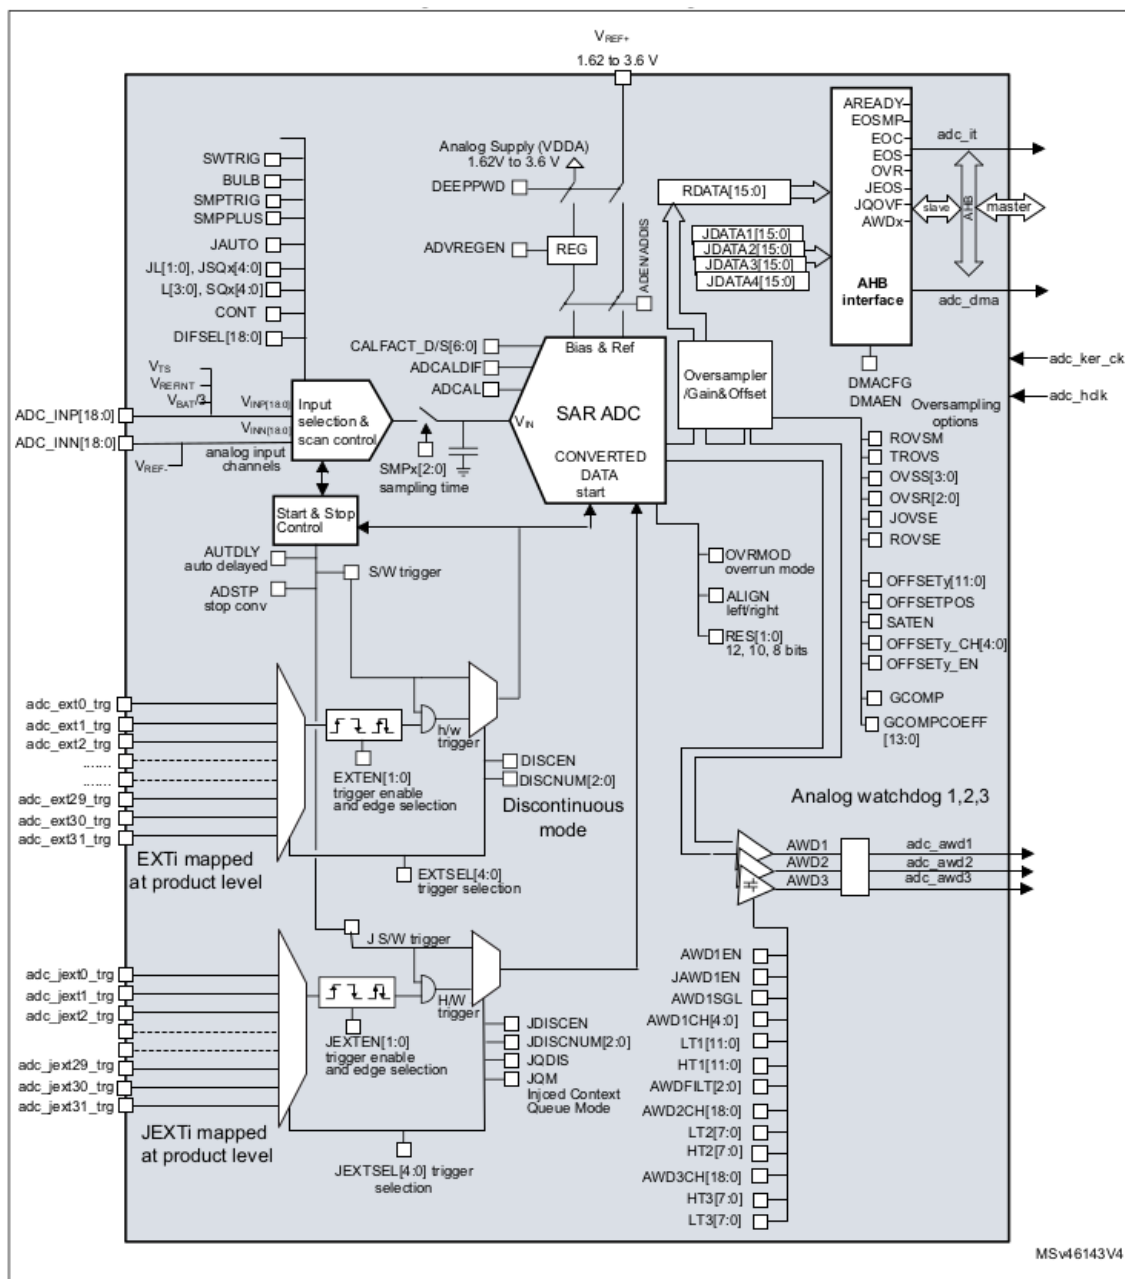 VREF+
1.62 to 3.6 V
Analog Supply (VDDA)
1.62V to 3.6 V
DEEPPWD
ADVREGEN
REG
ADEN/ADDIS
SWTRIG
BULB
SMPTRIG
SMPPLUS
JAUTO
JL[1:0], JSQx[4:0]
L[3:0], SQx[4:0]
CONT
DIFSEL[18:0]
RDATA[15:0]
JDATA1[15:0]
JDATA2[15:0]
JDATA3[15:0]
JDATA4[15:0]
AREADY
EOSMP
EOC
EOS
OVR
JEOS
JQOVF
AWDx
AHB
interface
adc_it
slave
AHB
master
adc_dma
DMACFG
DMAEN
adc_ker_ck
adc_hclk
CALFACT_D/S[6:0]
ADCALDIF
ADCAL
Bias & Ref
SAR ADC
VIN
CONVERTED
DATA
start
Oversampler
/Gain&Offset
Oversampling
options
VTS
VREFINT
VBAT/3
ADC_INP[18:0]
ADC_INN[18:0]
VREF-
VINP[18:0]
VINN[18:0]
analog input
channels
Input
selection &
scan control
SMPx[2:0]
sampling time
Start & Stop
Control
AUTDLY
auto delayed
ADSTP
stop conv
S/W trigger
OVRMOD
overrun mode
ALIGN
left/right
RES[1:0]
12, 10, 8 bits
ROVSM
TROVS
OVSS[3:0]
OVSR[2:0]
JOVSE
ROVSE
OFFSETy[11:0]
OFFSETPOS
SATEN
OFFSETy_CH[4:0]
OFFSETy_EN
GCOMP
GCOMPCOEFF
[13:0]
adc_ext0_trg
adc_ext1_trg
adc_ext2_trg
.......
.......
adc_ext29_trg
adc_ext30_trg
adc_ext31_trg
EXTi mapped
at product level
h/w
trigger
EXTEN[1:0]
trigger enable
and edge selection
DISCEN
DISCNUM[2:0]
Discontinuous
mode
EXTSEL[4:0]
trigger selection
Analog watchdog 1,2,3
AWD1
AWD2
AWD3
adc_awd1
adc_awd2
adc_awd3
J S/W trigger
adc_jext0_trg
adc_jext1_trg
adc_jext2_trg
adc_jext29_trg
adc_jext30_trg
adc_jext31_trg
JEXTi mapped
at product level
H/W
trigger
JEXTEN[1:0]
trigger enable
and edge selection
JDISCEN
JDISCNUM[2:0]
JQDIS
JQM
Injced Context
Queue Mode
JEXTSEL[4:0] trigger
selection
AWD1EN
JAWD1EN
AWD1SGL
AWD1CH[4:0]
LT1[11:0]
HT1[11:0]
AWDFILT[2:0]
AWD2CH[18:0]
LT2[7:0]
HT2[7:0]
AWD3CH[18:0]
HT3[7:0]
LT3[7:0]
MSv46143V4